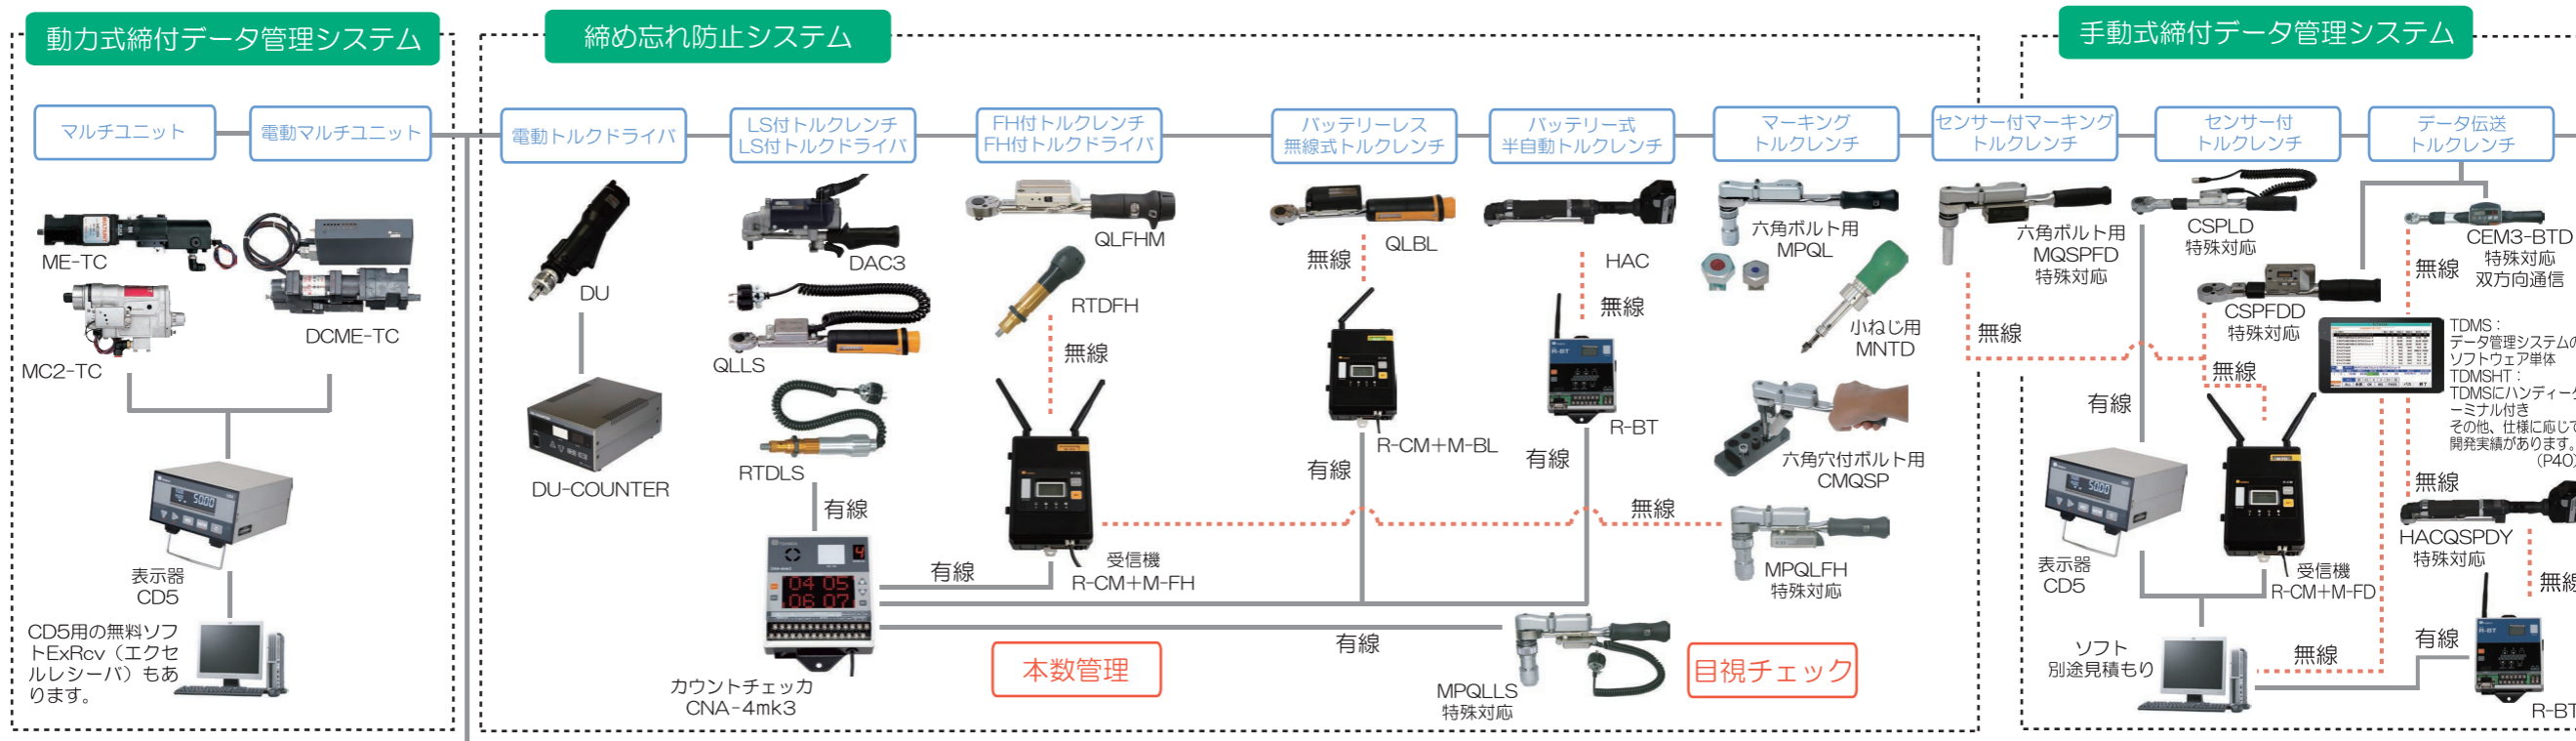 動力式締付データ管理システム
マルチユニット
電動マルチユニット
ME-TC
MC2-TC
DCME-TC
表示器
CD5
CD5用の無料ソフ
トExRcv（エクセ
ルレシーバ）もあ
ります。
締め忘れ防止システム
電動トルクドライバ
DU
DU-COUNTER
LS付トルクレンチ
LS付トルクドライバ
DAC3
QLLS
RTDLS
有線
カウントチェッカ
CNA-4mk3
FH付トルクレンチ
FH付トルクドライバ
QLFHM
RTDFH
無線
受信機
R-CM+M-FH
有線
本数管理
バッテリーレス
無線式トルクレンチ
QLBL
無線
R-CM+M-BL
有線
バッテリー式
半自動トルクレンチ
HAC
無線
R-BT
有線
無線
有線
マーキング
トルクレンチ
六角ボルト用
MPQL
小ねじ用
MNTD
六角穴付ボルト用
CMQSP
MPQLFH
特殊対応
MPQLLS
特殊対応
目視チェック
センサー付マーキング
トルクレンチ
六角ボルト用
MQSPFD
特殊対応
無線
手動式締付データ管理システム
センサー付
トルクレンチ
CSPLD
特殊対応
CSPFDD
特殊対応
無線
有線
表示器
CD5
受信機
R-CM+M-FD
ソフト
別途見積もり
無線
データ伝送
トルクレンチ
CEM3-BTD
特殊対応
双方向通信
無線
TDMS：
データ管理システムの
ソフトウェア単体
TDMSHT：
TDMSにハンディータ
ーミナル付き
その他、仕様に応じて
開発実績があります。
（P40）
無線
HACQSPDY
特殊対応
無線
有線
R-BT
5000
5000
4
04 05
06 07